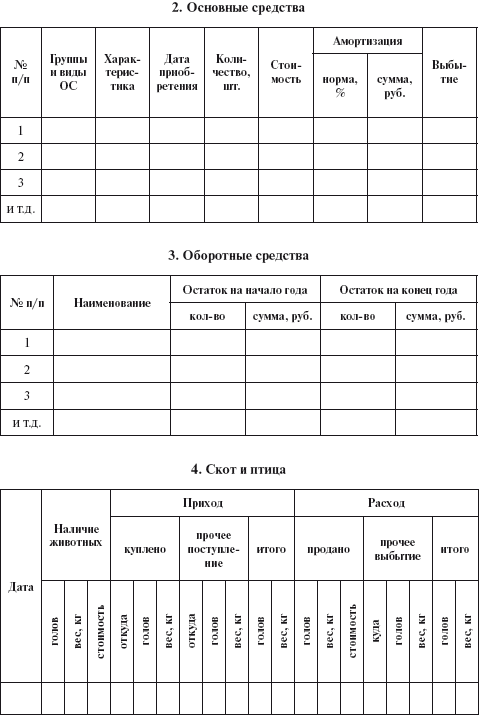 2. Основные средства
№ п/п
Группы и виды ОС
Харак-терис-тика
Дата приоб-ретения
Коли-чество, шт.
Стои-мость
Амортизация
норма, %
сумма, руб.
Выбы-тие
1
2
3
и т.д.
3. Оборотные средства
№ п/п
Наименование
Остаток на начало года
Остаток на конец года
кол-во
сумма, руб.
кол-во
сумма, руб.
1
2
3
и т.д.
4. Скот и птица
Дата
Наличие животных
Приход
Расход
куплено
прочее поступле-ние
итого
продано
прочее выбытие
итого
голов
вес, кг
стоимость
откуда
голов
вес, кг
откуда
голов
вес, кг
голов
вес, кг
голов
вес, кг
стоимость
куда
голов
вес, кг
голов
вес, кг